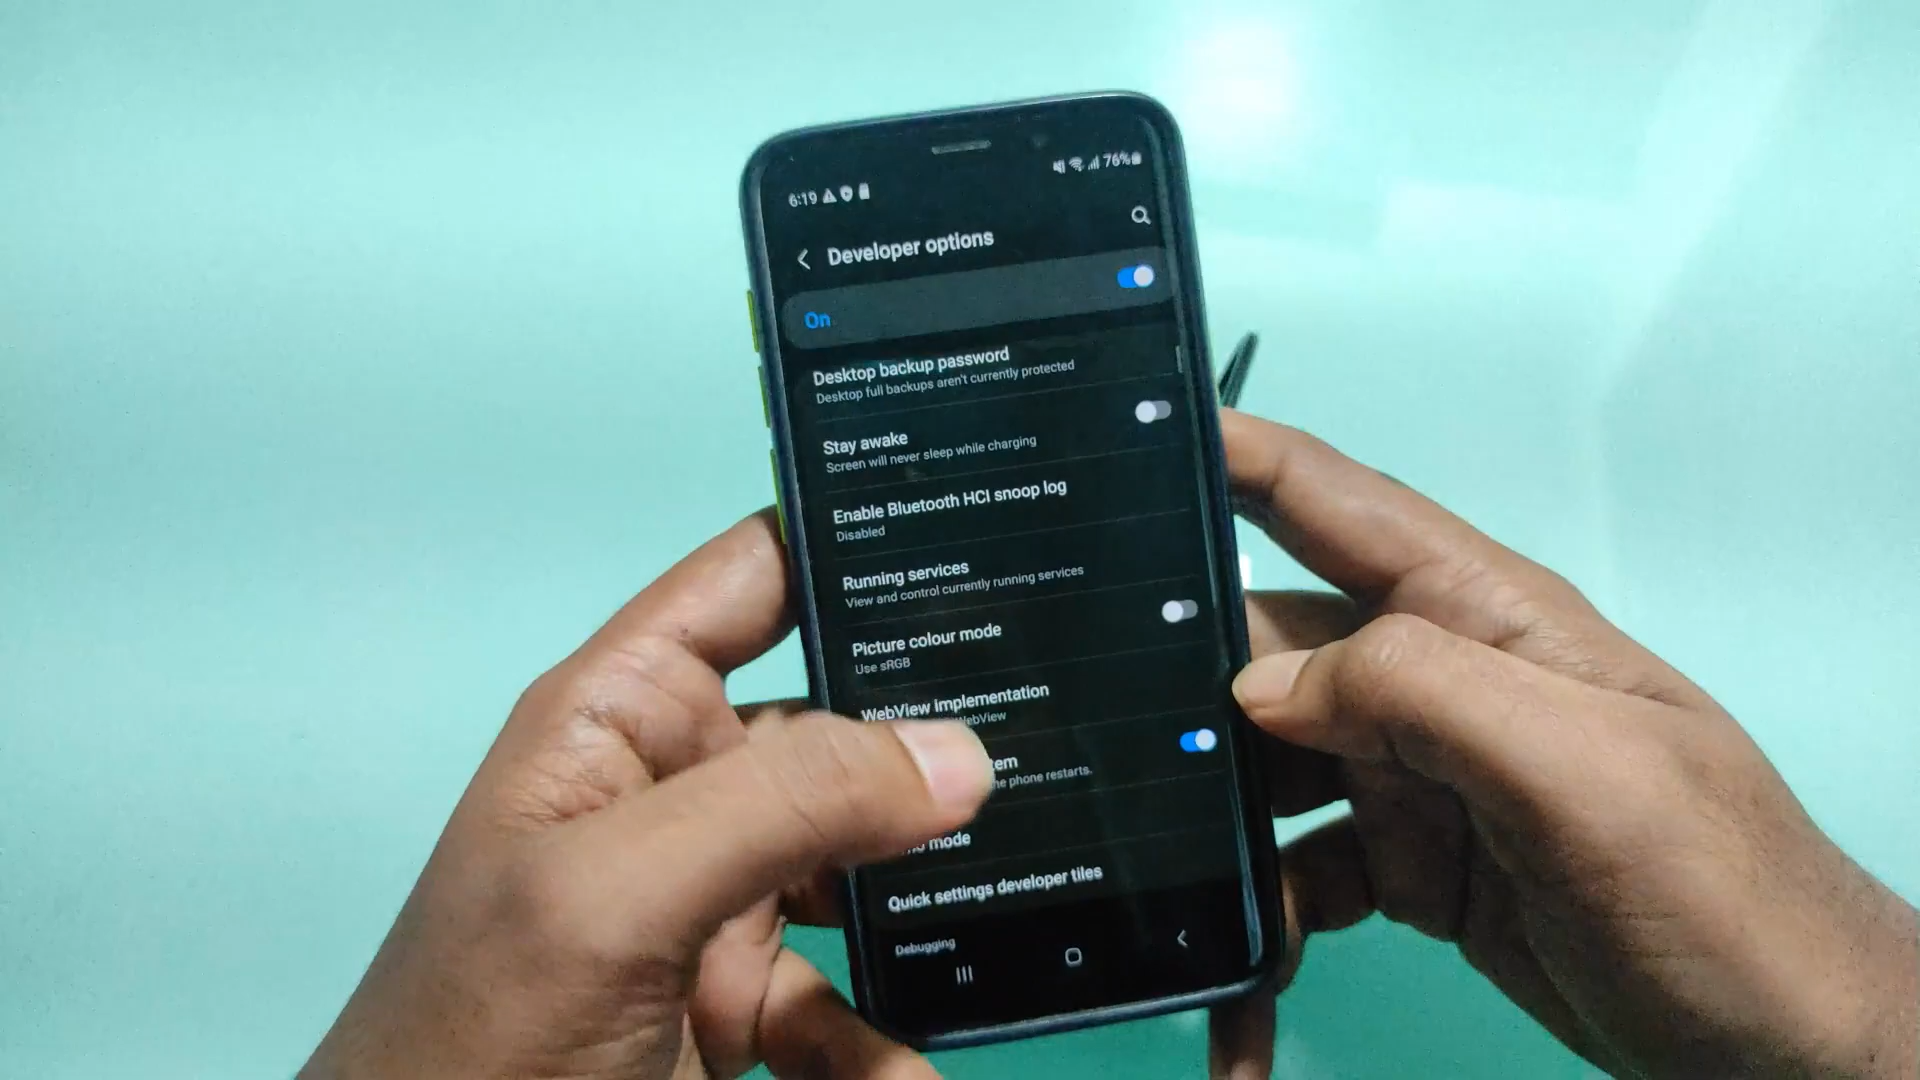 6:19
76%
Developer options
On
Desktop backup password
Desktop full backups aren't currently protected
Stay awake
Screen will never sleep while charging
Enable Bluetooth HCI snoop log
Disabled
Running services
View and control currently running services
Picture colour mode
Use sRGB
WebView implementation
WebView
phone restarts.
mode
Quick settings developer tiles
Debugging